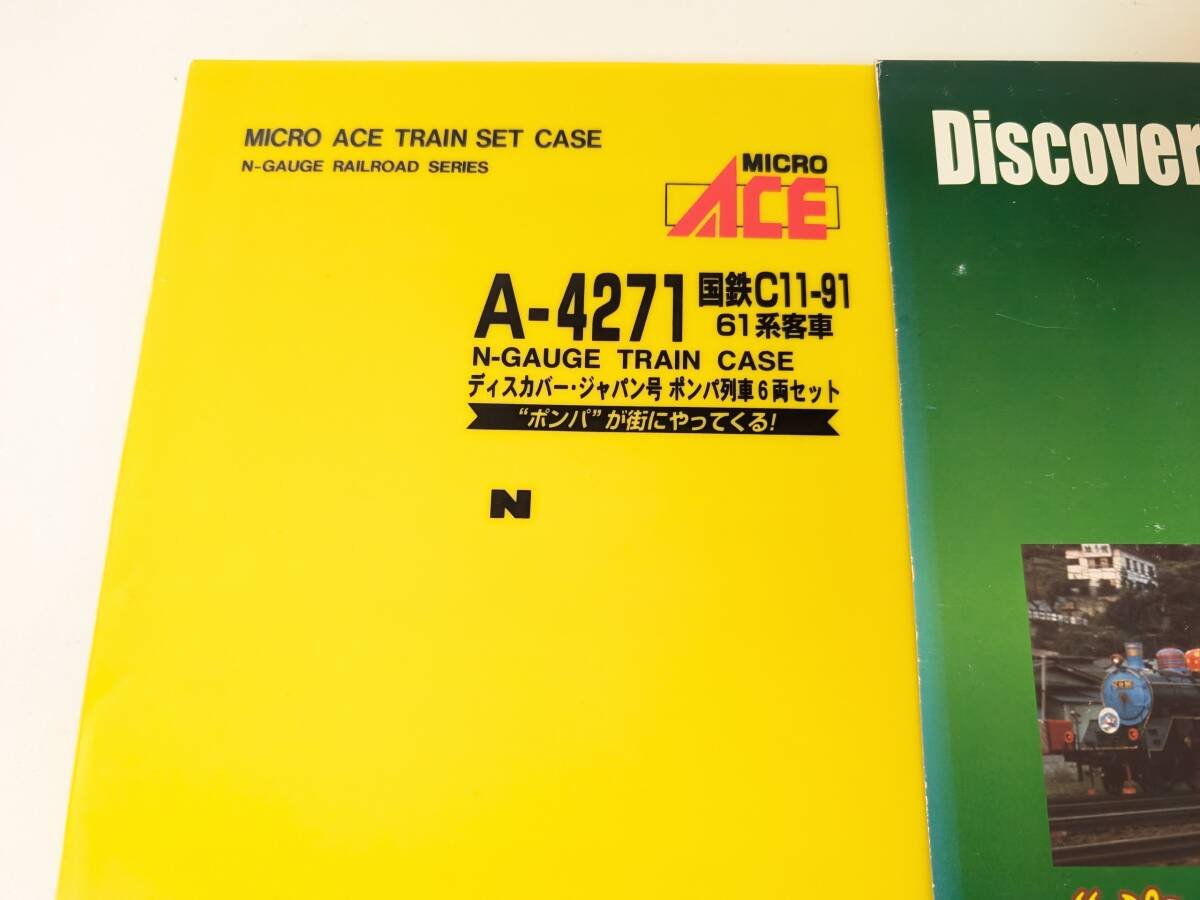 MICRO ACE TRAIN SET CASE
N-GAUGE RAILROAD SERIES
MICRO
ACE
A-4271 国鉄C11-91
61系客車
N-GAUGE TRAIN CASE
ディスカバー・ジャパン号 ポンパ列車6両セット
“ポンパ”が街にやってくる!
N
Discover